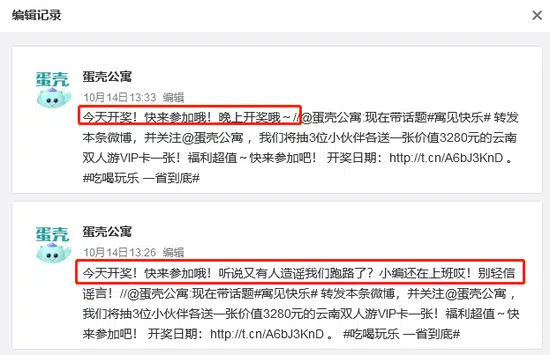 编辑记录
蛋壳
蛋壳公寓
10月14日13:33 编辑
今天开奖！快来参加哦！晚上开奖哦～//@蛋壳公寓:现在带话题#寓见快乐# 转发
本条微博，并关注@蛋壳公寓 ，我们将抽3位小伙伴各送一张价值3280元的云南
双人游VIP卡一张！福利超值～快来参加吧！ 开奖日期：http://t.cn/A6bJ3KnD 。
#吃喝玩乐 一省到底#
蛋壳
蛋壳公寓
10月14日13:26 编辑
今天开奖！快来参加哦！听说又有人造谣我们跑路了？小编还在上班哎！别轻信
谣言！//@蛋壳公寓:现在带话题#寓见快乐# 转发本条微博，并关注@蛋壳公寓 ，
我们将抽3位小伙伴各送一张价值3280元的云南双人游VIP卡一张！福利超值～快
来参加吧！ 开奖日期：http://t.cn/A6bJ3KnD 。#吃喝玩乐 一省到底#